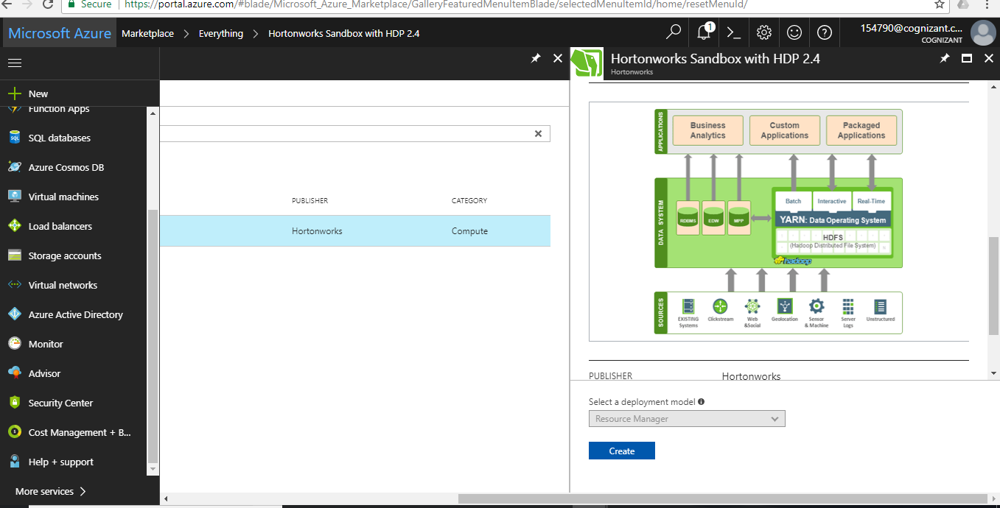 Secure https://portal.azure.com/#blade/Microsoft_Azure_Marketplace/GalleryFeaturedMenuItemBlade/selectedMenuItemId/home/resetMenuId/
Microsoft Azure Marketplace > Everything > Hortonworks Sandbox with HDP 2.4
1
154790@cognizant.c...
COGNIZANT
New
Function Apps
SQL databases
Azure Cosmos DB
Virtual machines
Load balancers
Storage accounts
Virtual networks
Azure Active Directory
Monitor
Advisor
Security Center
Cost Management + B...
Help + support
More services >
PUBLISHER CATEGORY
Hortonworks Compute
Hortonworks Sandbox with HDP 2.4
Hortonworks
APPLICATIONS
Business
Analytics
Custom
Applications
Packaged
Applications
DATA SYSTEM
RDBMS
EDW
MPP
Batch Interactive Real-Time
YARN: Data Operating System
HDFS
(Hadoop Distributed File System)
hadoop
SOURCES
EXISTING
Systems
Clickstream
Web
&Social
Geolocation
Sensor
& Machine
Server
Logs
Unstructured
PUBLISHER Hortonworks
Select a deployment model
Resource Manager
Create